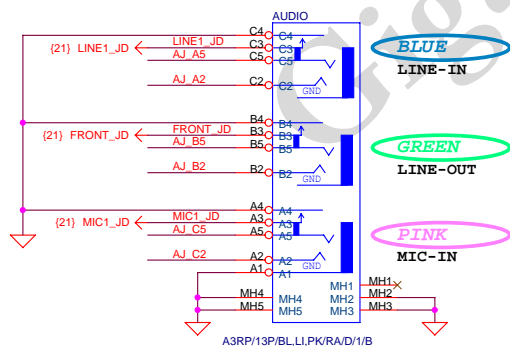 AUDIO
C4 C4
{21} LINE1_JD LINE1_JD C3 C3
AJ_A5 C5 C5
BLUE
LINE-IN
AJ_A2 C2 C2
GND
B4 B4
{21} FRONT_JD FRONT_JD B3 B3
AJ_B5 B5 B5
GREEN
LINE-OUT
AJ_B2 B2 B2
GND
A4 A4
{21} MIC1_JD MIC1_JD A3 A3
AJ_C5 A5 A5
PINK
MIC-IN
AJ_C2 A2 A2
GND
A1 A1
MH1 MH1
MH4 MH4 MH2 MH2
MH5 MH5 MH3 MH3
A3RP/13P/BL,LI,PK/RA/D/1/B
Gig